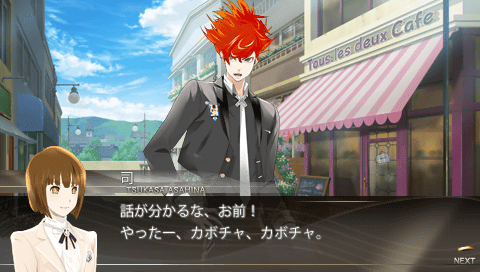 Tous les deux Cafe
司
TSUKASA ASAHINA
話が分かるな、お前！
やったー、カボチャ、カボチャ。
NEXT